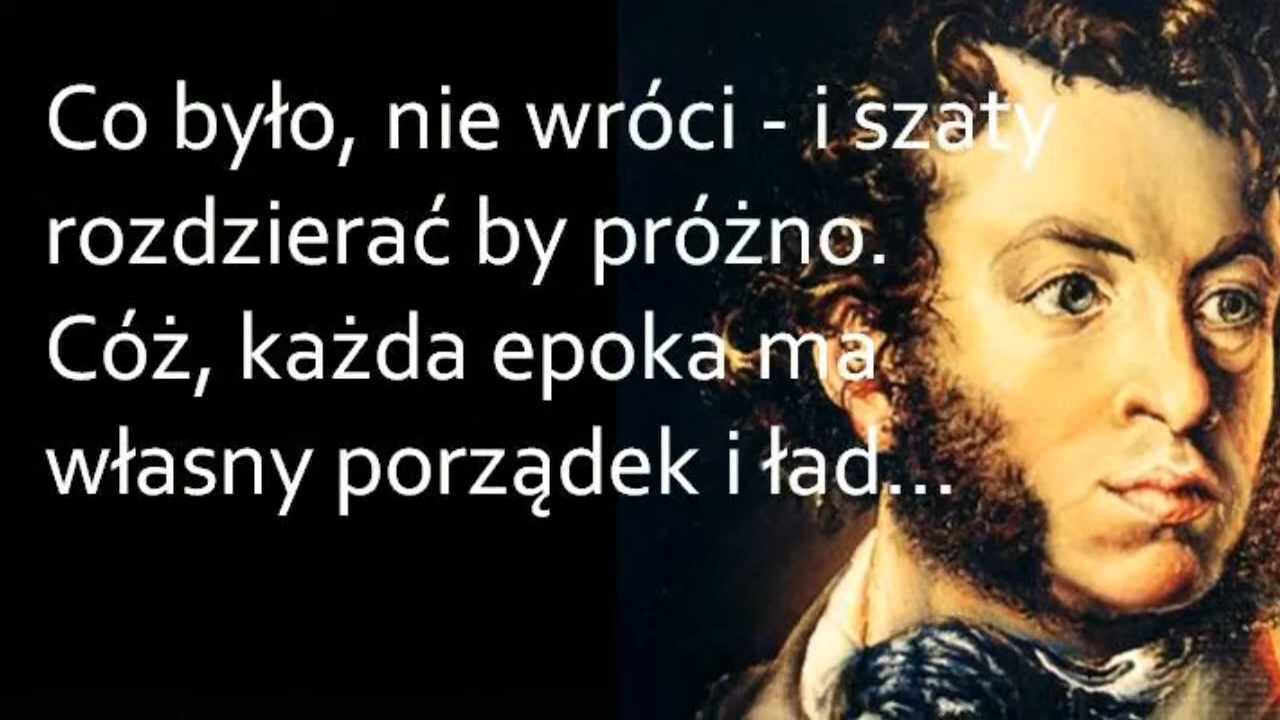 Co było, nie wróci - i szaty
rozdzierać by próżno.
Cóż, każda epoka ma
własny porządek i ład...